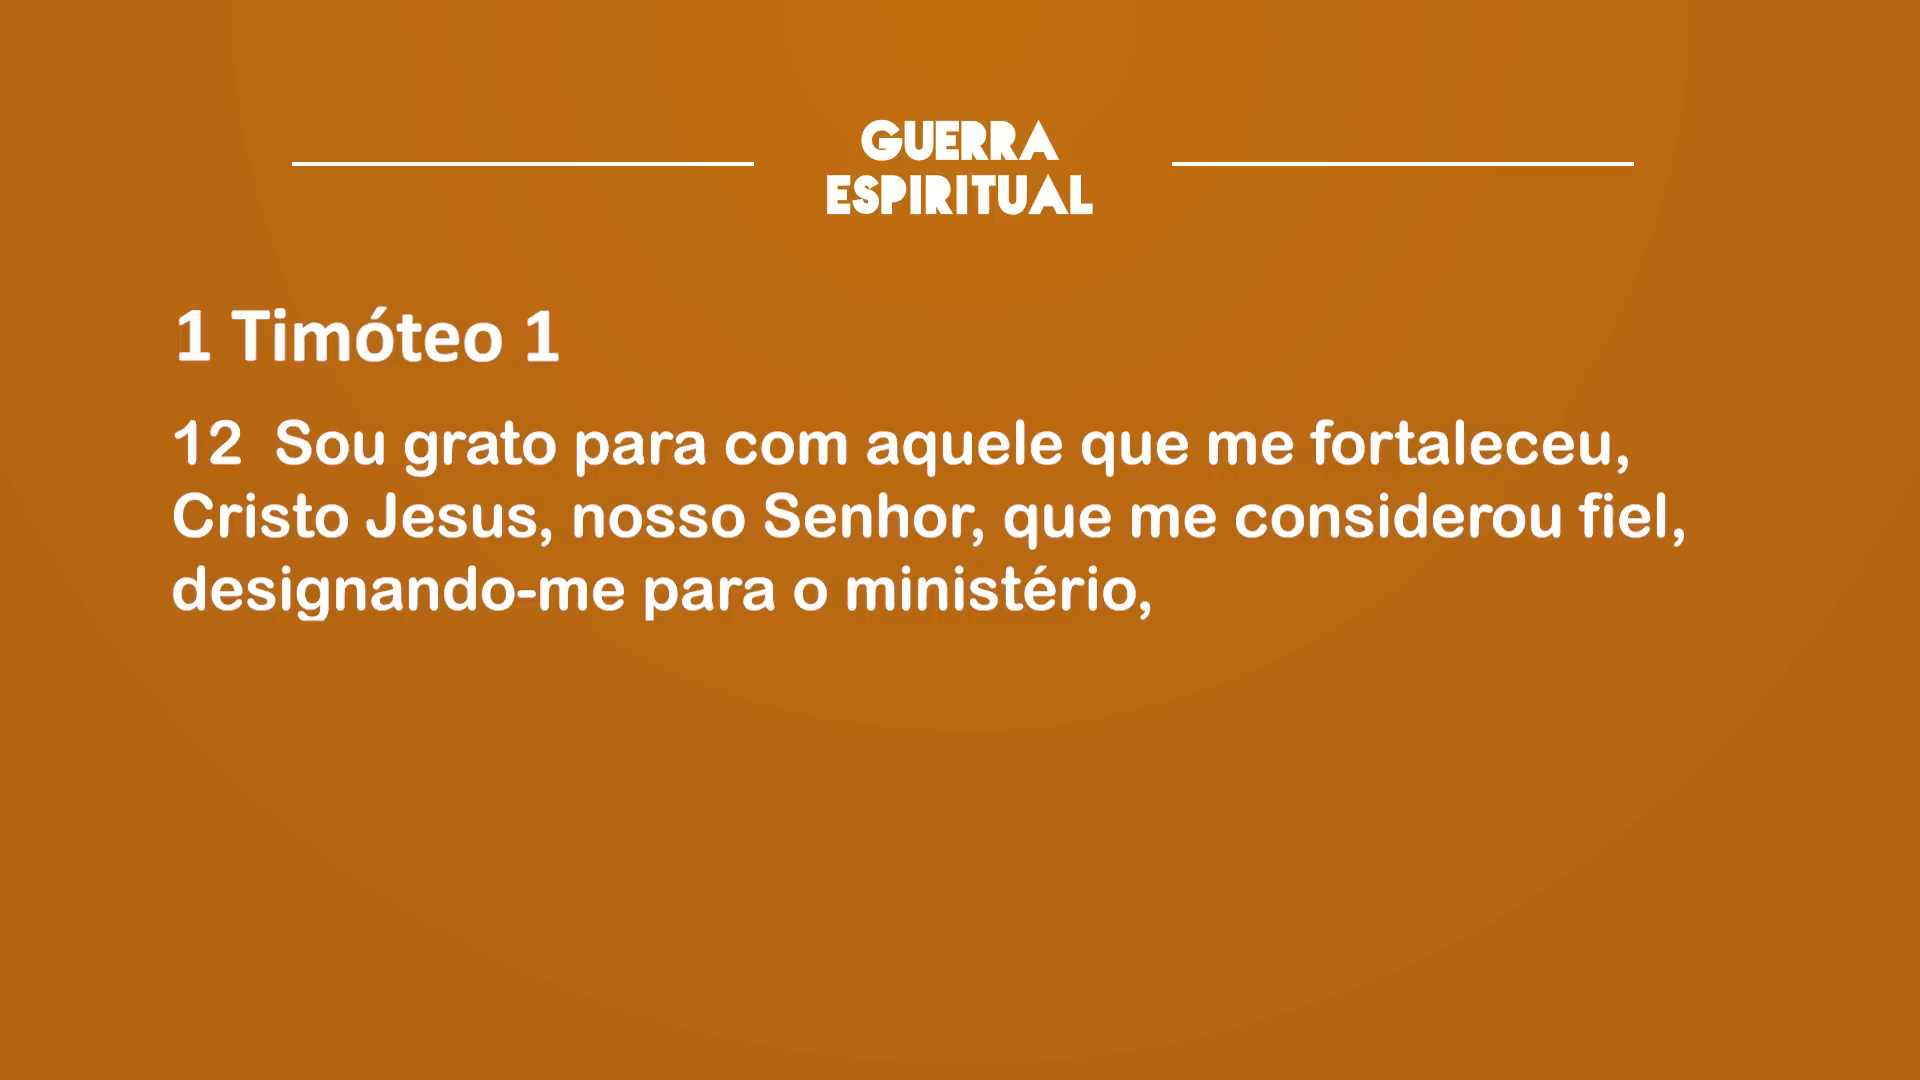 GUERRA
ESPIRITUAL
1 Timóteo 1
12  Sou grato para com aquele que me fortaleceu,
Cristo Jesus, nosso Senhor, que me considerou fiel,
designando-me para o ministério,